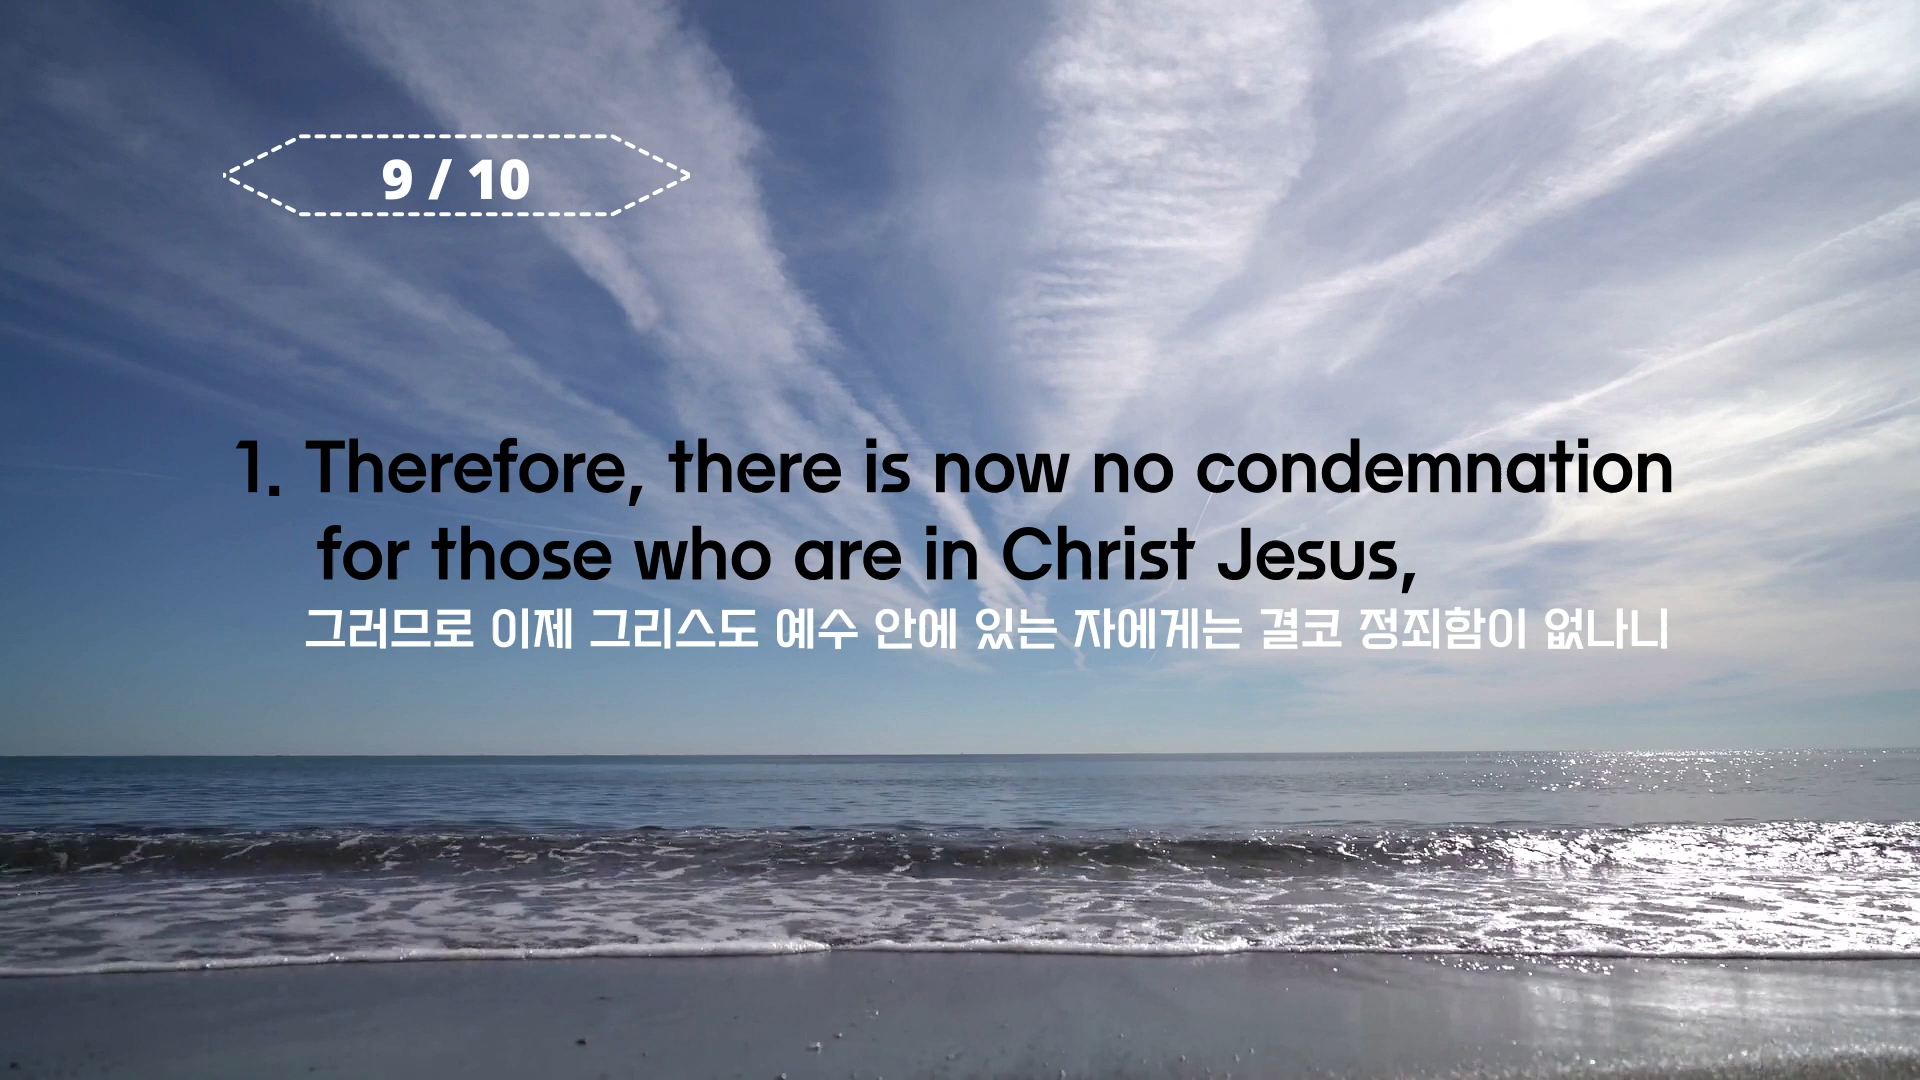 9 / 10
1. Therefore, there is now no condemnation
for those who are in Christ Jesus,
그러므로 이제 그리스도 예수 안에 있는 자에게는 결코 정죄함이 없나니